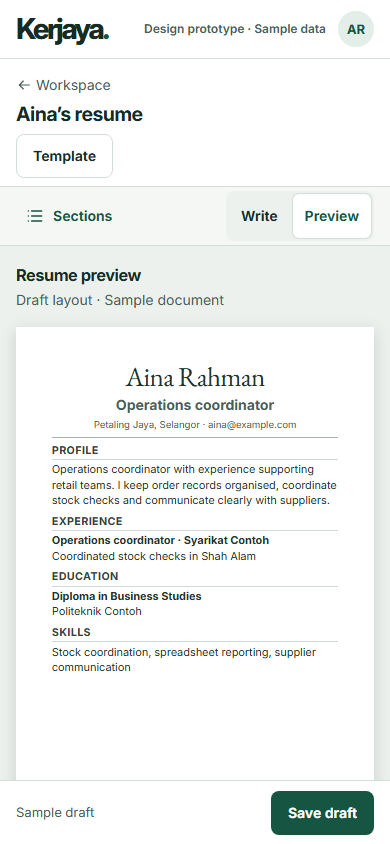 Kerjaya.
Design prototype · Sample data
AR
← Workspace
Aina’s resume
Template
Sections
Write
Preview
Resume preview
Draft layout · Sample document
Aina Rahman
Operations coordinator
Petaling Jaya, Selangor · aina@example.com
PROFILE
Operations coordinator with experience supporting
retail teams. I keep order records organised, coordinate
stock checks and communicate clearly with suppliers.
EXPERIENCE
Operations coordinator · Syarikat Contoh
Coordinated stock checks in Shah Alam
EDUCATION
Diploma in Business Studies
Politeknik Contoh
SKILLS
Stock coordination, spreadsheet reporting, supplier
communication
Sample draft
Save draft